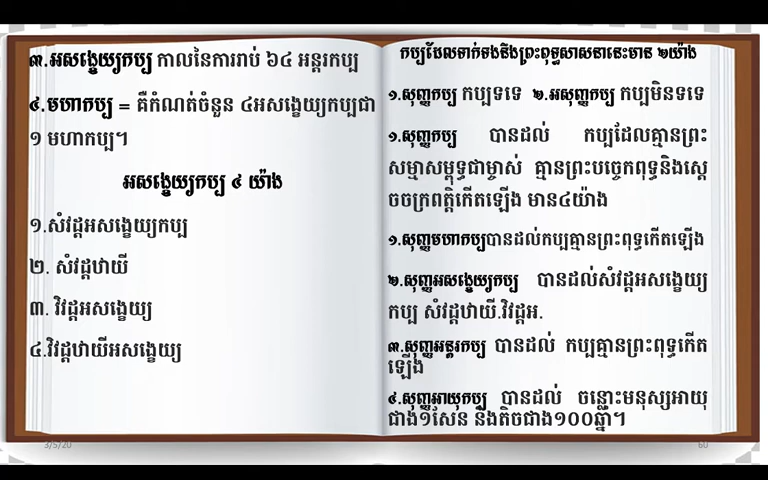 ៣.អសង្ខេយ្យកប្ប កាលនៃការរាប់ ៦៤ អន្តរកប្ប
៤.មហាកប្ប = គឺកំណត់ចំនួន ៤អសង្ខេយ្យកប្បជា
១ មហាកប្ប។
អសង្ខេយ្យកប្ប ៤ យ៉ាង
១.សំវដ្តអសង្ខេយ្យកប្ប
២. សំវដ្តឋាយី
៣. វិវដ្តអសង្ខេយ្យ
៤.វិវដ្តឋាយីអសង្ខេយ្យ
កប្បដែលទាក់ទងនឹងព្រះពុទ្ធសាសនានេះមាន ២យ៉ាង
១.សុញ្ញកប្ប កប្បទទេ ២.អសុញ្ញកប្ប កប្បមិនទទេ
១.សុញ្ញកប្ប បានដល់ កប្បដែលគ្មានព្រះ
សម្មាសម្ពុទ្ធជាម្ចាស់ គ្មានព្រះបច្ចេកពុទ្ធនិងស្តេ
ចចក្រពត្តិកើតឡើង មាន៤យ៉ាង
១.សុញ្ញមហាកប្បបានដល់កប្បគ្មានព្រះពុទ្ធកើតឡើង
២.សុញ្ញអសង្ខេយ្យកប្ប បានដល់សំវដ្តអសង្ខេយ្យ
កប្ប សំវដ្តឋាយី.វិវដ្តអ.
៣.សុញ្ញអន្តរកប្ប បានដល់ កប្បគ្មានព្រះពុទ្ធកើត
ឡើង
៤.សុញ្ញអាយុកប្ប បានដល់ ចន្លោះមនុស្សអាយុ
ជាង១សែន និងតិចជាង១០០ឆ្នាំ។
3/5/20
60